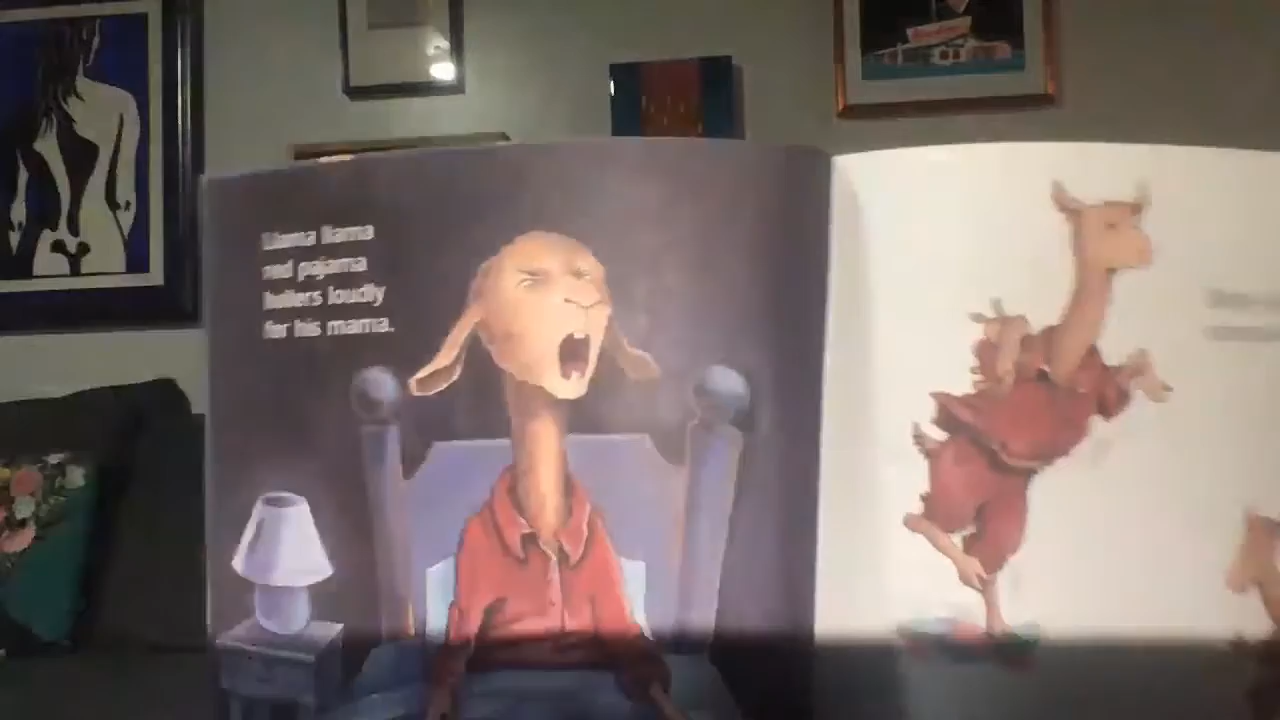 Llama llama
red pajama
hollers loudly
for his mama.